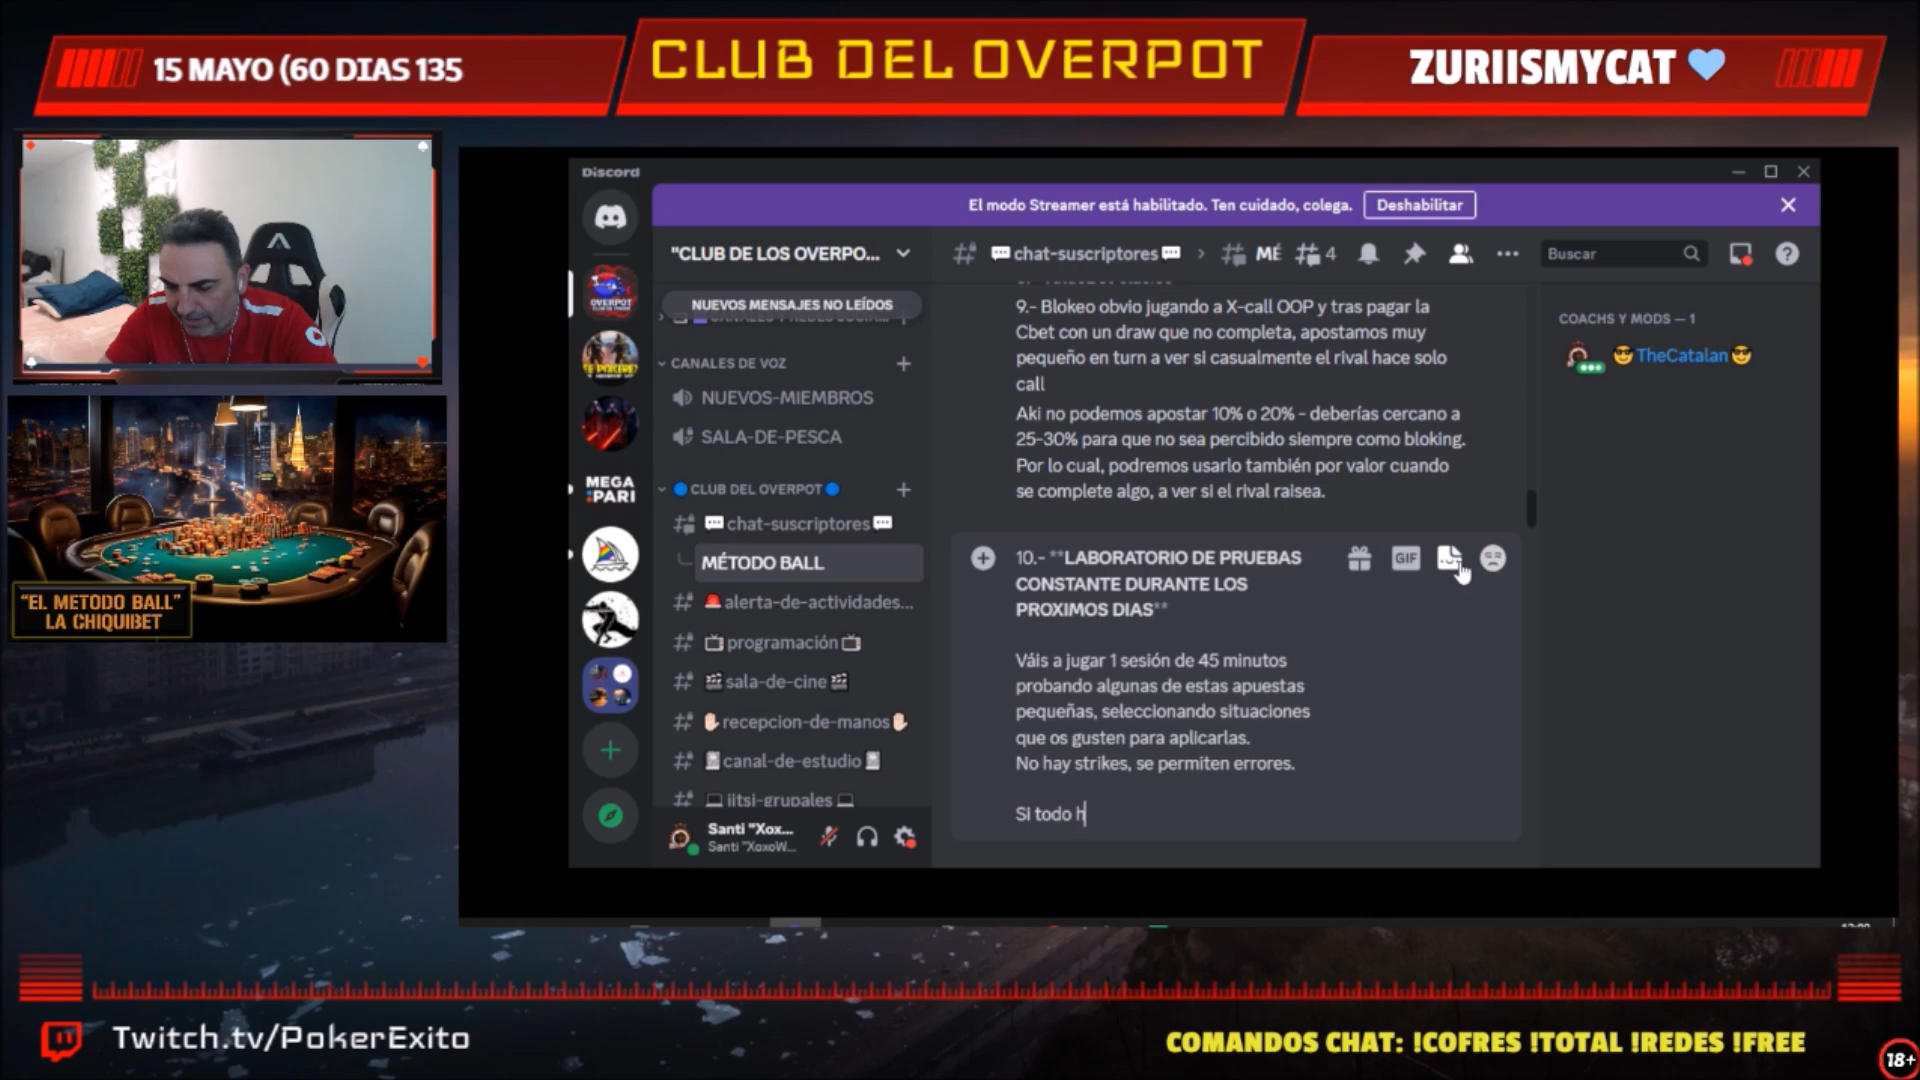 15 MAYO (60 DIAS 135
CLUB DEL OVERPOT
ZURIISMYCAT
"EL METODO BALL"
LA CHIQUIBET
Discord
El modo Streamer está habilitado. Ten cuidado, colega.
Deshabilitar
"CLUB DE LOS OVERPO...
chat-suscriptores
MÉ
4
Buscar
OVERPOT
MEGA
PARI
NUEVOS MENSAJES NO LEÍDOS
CANALES DE VOZ
NUEVOS-MIEMBROS
SALA-DE-PESCA
CLUB DEL OVERPOT
chat-suscriptores
MÉTODO BALL
alerta-de-actividades...
programación
sala-de-cine
recepcion-de-manos
canal-de-estudio
jitsi-grupales
Santi "Xox...
Santi "XoxoW...
9.- Blokeo obvio jugando a X-call OOP y tras pagar la
Cbet con un draw que no completa, apostamos muy
pequeño en turn a ver si casualmente el rival hace solo
call
Aki no podemos apostar 10% o 20% - deberías cercano a
25-30% para que no sea percibido siempre como bloking.
Por lo cual, podremos usarlo también por valor cuando
se complete algo, a ver si el rival raisea.
10.- **LABORATORIO DE PRUEBAS
CONSTANTE DURANTE LOS
PROXIMOS DIAS**
GIF
Váis a jugar 1 sesión de 45 minutos
probando algunas de estas apuestas
pequeñas, seleccionando situaciones
que os gusten para aplicarlas.
No hay strikes, se permiten errores.
Si todo h
COACHS Y MODS — 1
TheCatalan
Twitch.tv/PokerExito
COMANDOS CHAT: !COFRES !TOTAL !REDES !FREE
18+